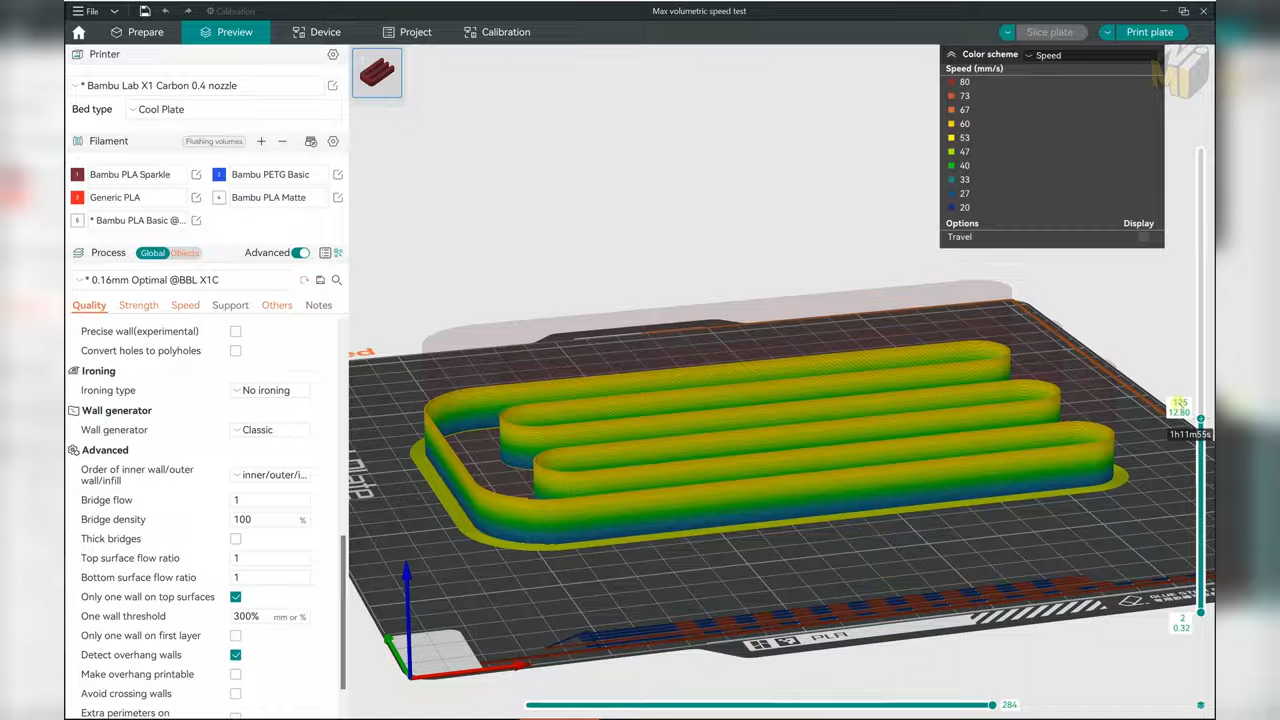 File
Calibration
Max volumetric speed test
Prepare
Preview
Device
Project
Calibration
Slice plate
Print plate
Printer
* Bambu Lab X1 Carbon 0.4 nozzle
Bed type
Cool Plate
Filament
Flushing volumes
1 Bambu PLA Sparkle
2 Bambu PETG Basic
3 Generic PLA
4 Bambu PLA Matte
5 * Bambu PLA Basic @...
Process
Global
Objects
Advanced
* 0.16mm Optimal @BBL X1C
Quality
Strength
Speed
Support
Others
Notes
Precise wall(experimental)
Convert holes to polyholes
Ironing
Ironing type
No ironing
Wall generator
Wall generator
Classic
Advanced
Order of inner wall/outer
wall/infill
inner/outer/i...
Bridge flow
1
Bridge density
100 %
Thick bridges
Top surface flow ratio
1
Bottom surface flow ratio
1
Only one wall on top surfaces
One wall threshold
300% mm or %
Only one wall on first layer
Detect overhang walls
Make overhang printable
Avoid crossing walls
Extra perimeters on
Color scheme
Speed
Speed (mm/s)
80
73
67
60
53
47
40
33
27
20
Options
Display
Travel
125
12.80
1h11m55s
2
0.32
284
PLA